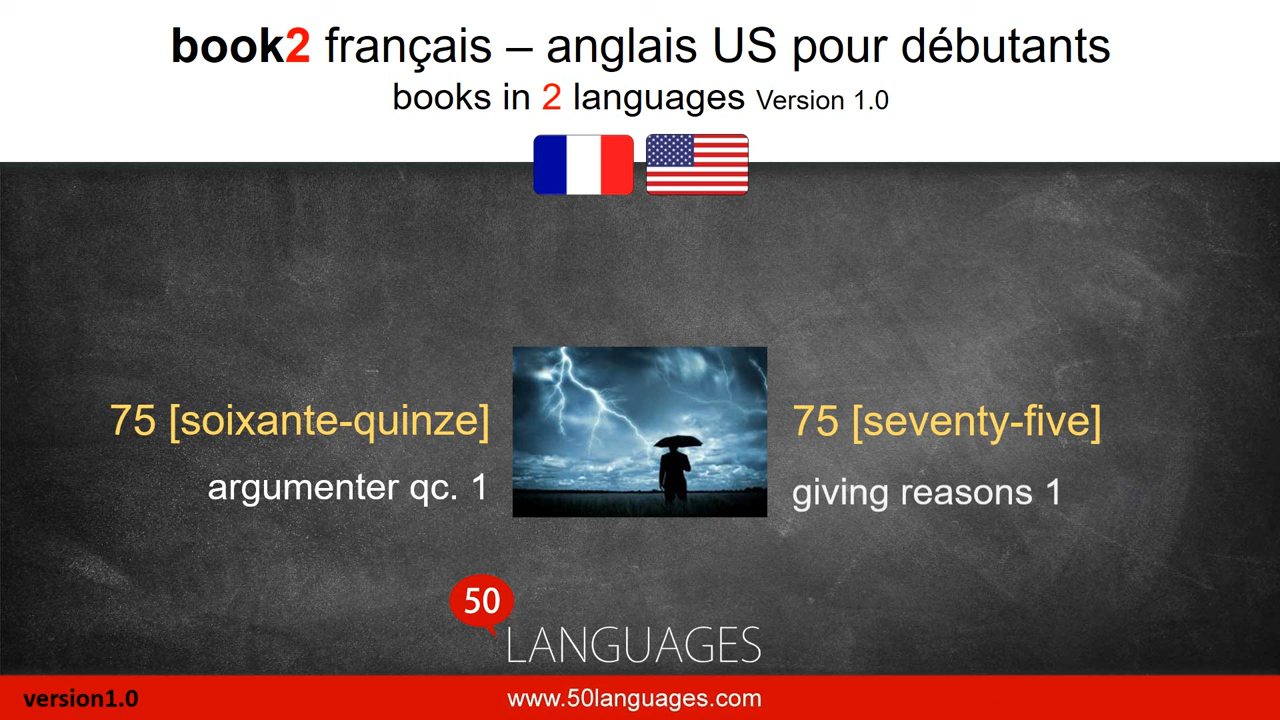 book2 français – anglais US pour débutants
books in 2 languages Version 1.0
75 [soixante-quinze]
argumenter qc. 1
75 [seventy-five]
giving reasons 1
50
LANGUAGES
version1.0
www.50languages.com